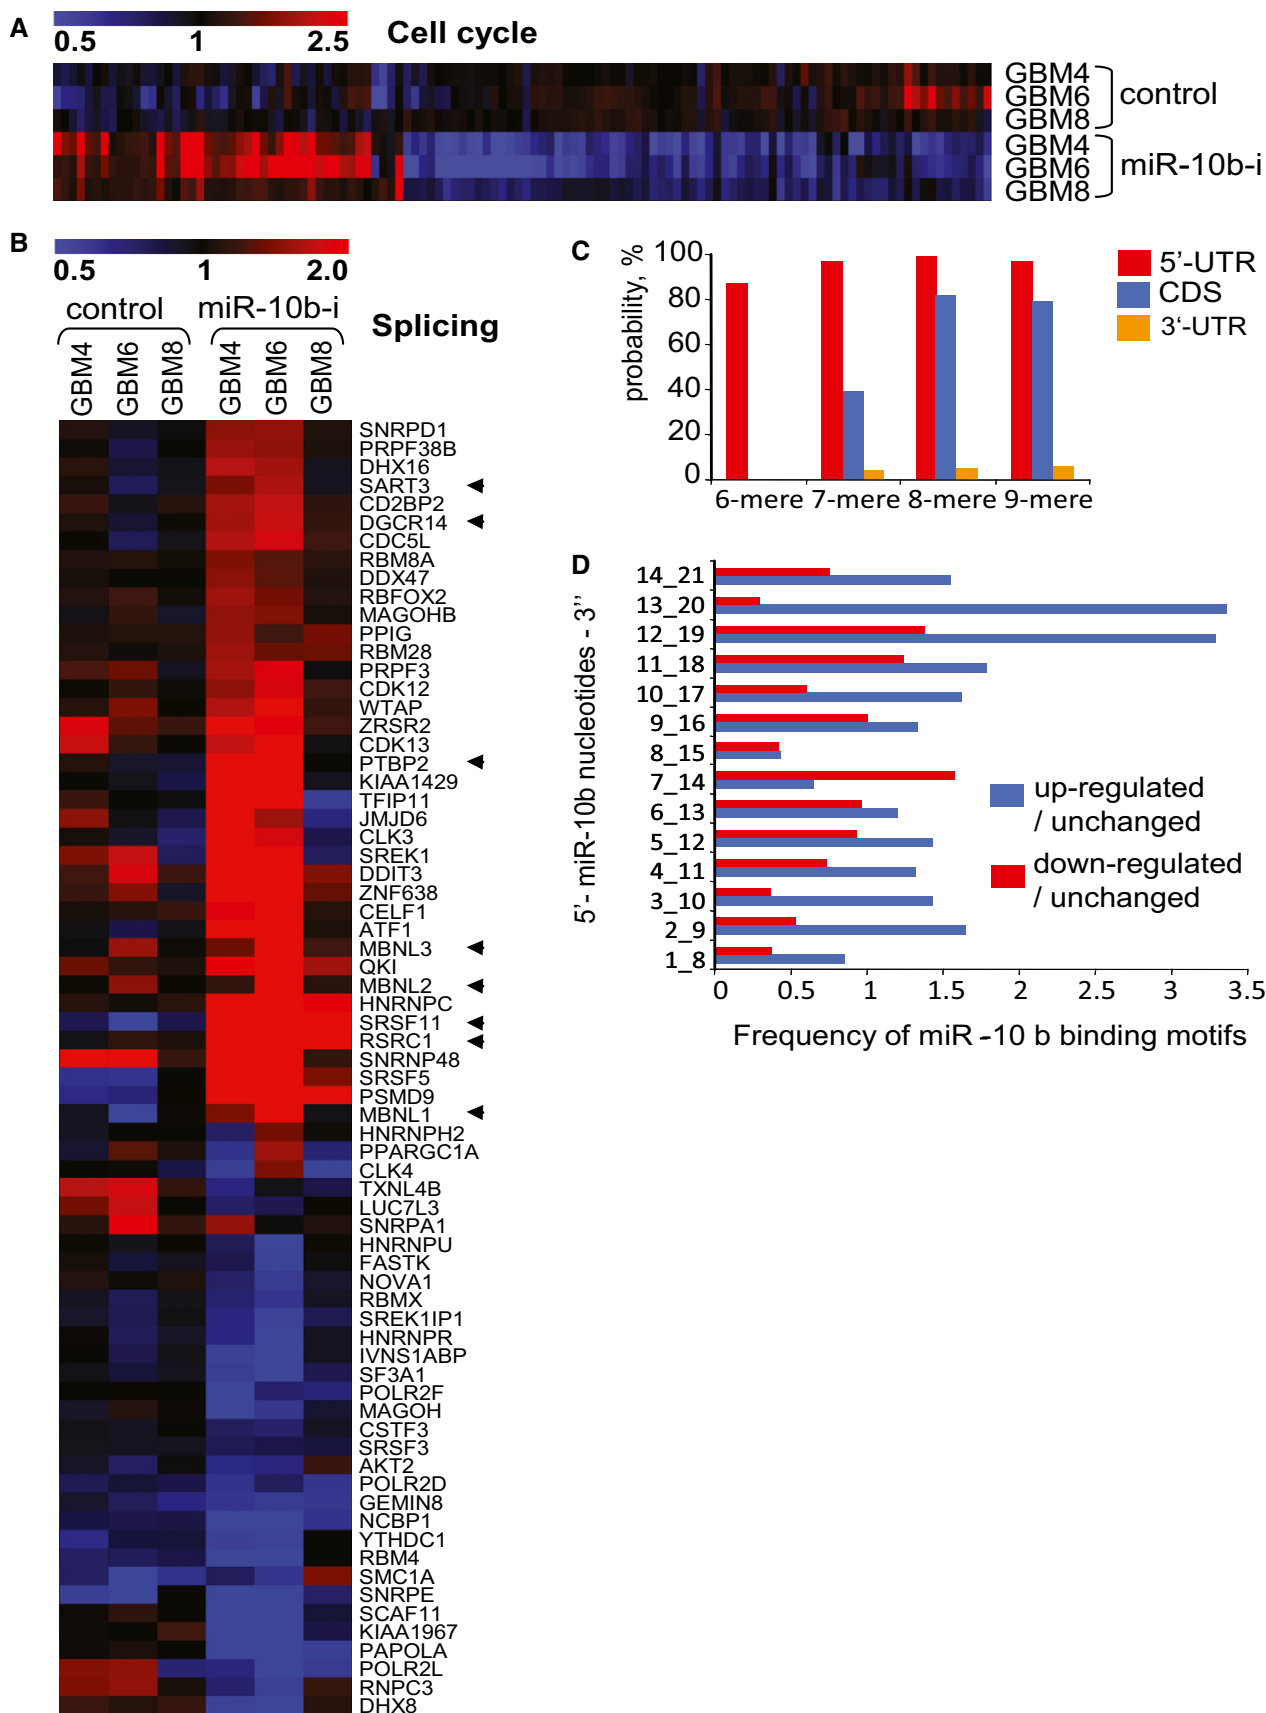 A
0.5 1 2.5
Cell cycle
GBM4
GBM6
GBM8
control
GBM4
GBM6
GBM8
miR-10b-i
B
0.5 1 2.0
control miR-10b-i
Splicing
GBM4 GBM6 GBM8 GBM4 GBM6 GBM8
SNRPD1
PRPF38B
DHX16
SART3
CD2BP2
DGCR14
CDC5L
RBM8A
DDX47
RBFOX2
MAGOHB
PPIG
RBM28
PRPF3
CDK12
WTAP
ZRSR2
CDK13
PTBP2
KIAA1429
TFIP11
JMJD6
CLK3
SREK1
DDIT3
ZNF638
CELF1
ATF1
MBNL3
QKI
MBNL2
HNRNPC
SRSF11
RSRC1
SNRNP48
SRSF5
PSMD9
MBNL1
HNRNPH2
PPARGC1A
CLK4
TXNL4B
LUC7L3
SNRPA1
HNRNPU
FASTK
NOVA1
RBMX
SREK1IP1
HNRNPR
IVNS1ABP
SF3A1
POLR2F
MAGOH
CSTF3
SRSF3
AKT2
POLR2D
GEMIN8
NCBP1
YTHDC1
RBM4
SMC1A
SNRPE
SCAF11
KIAA1967
PAPOLA
POLR2L
RNPC3
DHX8
C
probability, %
100
80
60
40
20
0
6-mere 7-mere 8-mere 9-mere
5'-UTR
CDS
3'-UTR
D
5'- miR-10b nucleotides - 3''
14_21
13_20
12_19
11_18
10_17
9_16
8_15
7_14
6_13
5_12
4_11
3_10
2_9
1_8
0 0.5 1 1.5 2 2.5 3 3.5
Frequency of miR -10 b binding motifs
up-regulated
/ unchanged
down-regulated
/ unchanged